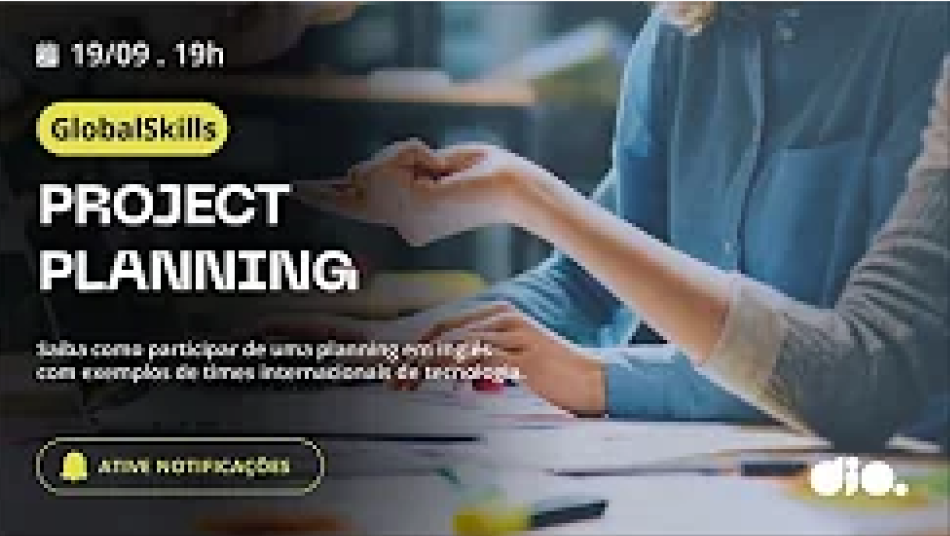 19/09 . 19h
GlobalSkills
PROJECT
PLANNING
Saiba como participar de uma planning em inglês
com exemplos de times internacionais de tecnologia.
ATIVE NOTIFICAÇÕES
dio.